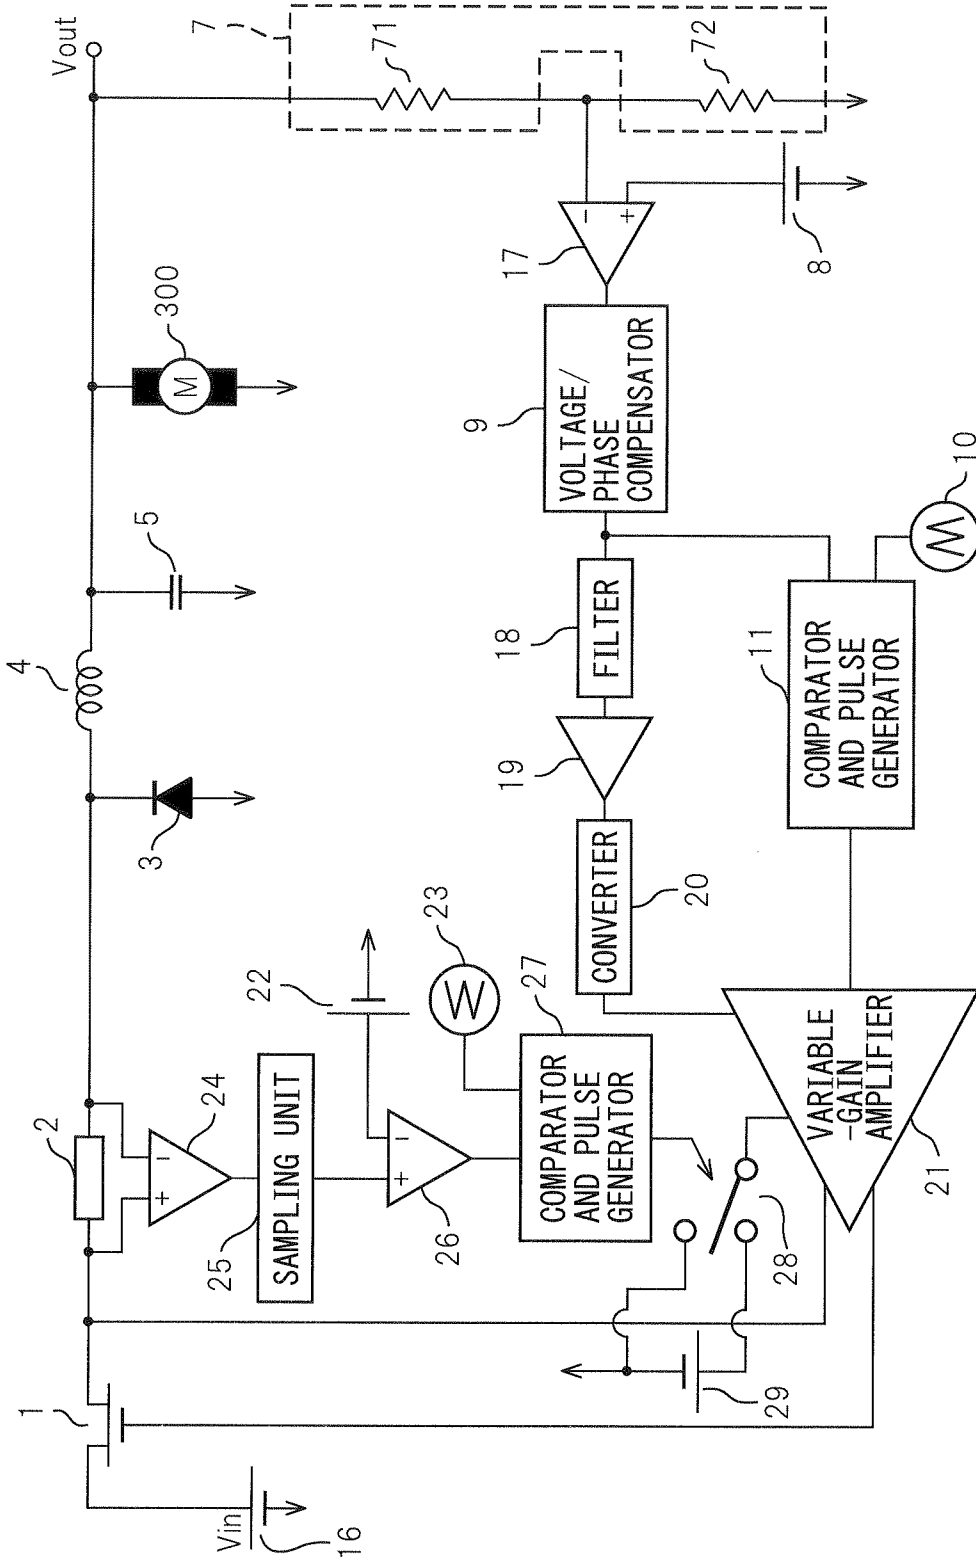 1
2
4
Vout
3
5
300
M
7
71
72
Vin
16
+
-
24
25
SAMPLING UNIT
22
23
W
+
-
26
27
COMPARATOR
AND PULSE
GENERATOR
28
29
17
-
+
8
9
VOLTAGE/
PHASE
COMPENSATOR
18
FILTER
19
CONVERTER
20
VARIABLE
-GAIN
AMPLIFIER
21
11
COMPARATOR
AND PULSE
GENERATOR
10
W